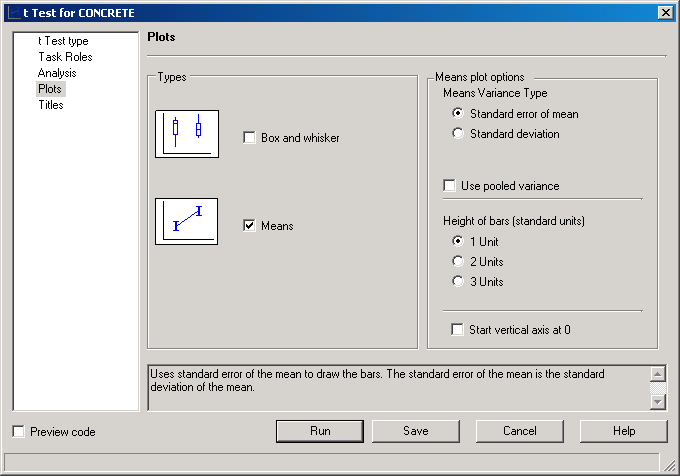 t Test for CONCRETE
t Test type
Task Roles
Analysis
Plots
Titles
Plots
Types
Box and whisker
Means
Means plot options
Means Variance Type
Standard error of mean
Standard deviation
Use pooled variance
Height of bars (standard units)
1 Unit
2 Units
3 Units
Start vertical axis at 0
Uses standard error of the mean to draw the bars. The standard error of the mean is the standard
deviation of the mean.
Preview code
Run
Save
Cancel
Help